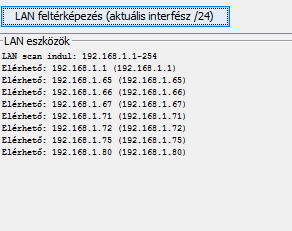 LAN feltérképezés (aktuális interfész /24)
LAN eszközök
LAN scan indul: 192.168.1.1-254
Elérhető: 192.168.1.1 (192.168.1.1)
Elérhető: 192.168.1.65 (192.168.1.65)
Elérhető: 192.168.1.66 (192.168.1.66)
Elérhető: 192.168.1.67 (192.168.1.67)
Elérhető: 192.168.1.71 (192.168.1.71)
Elérhető: 192.168.1.72 (192.168.1.72)
Elérhető: 192.168.1.75 (192.168.1.75)
Elérhető: 192.168.1.80 (192.168.1.80)